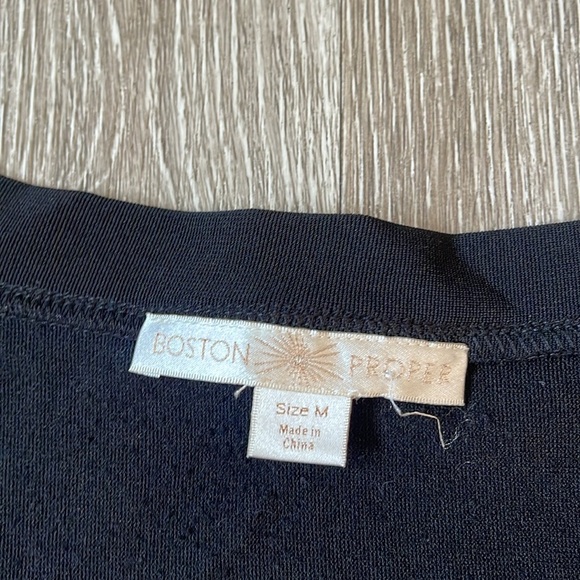 BOSTON PROPER
Size M
Made in
China